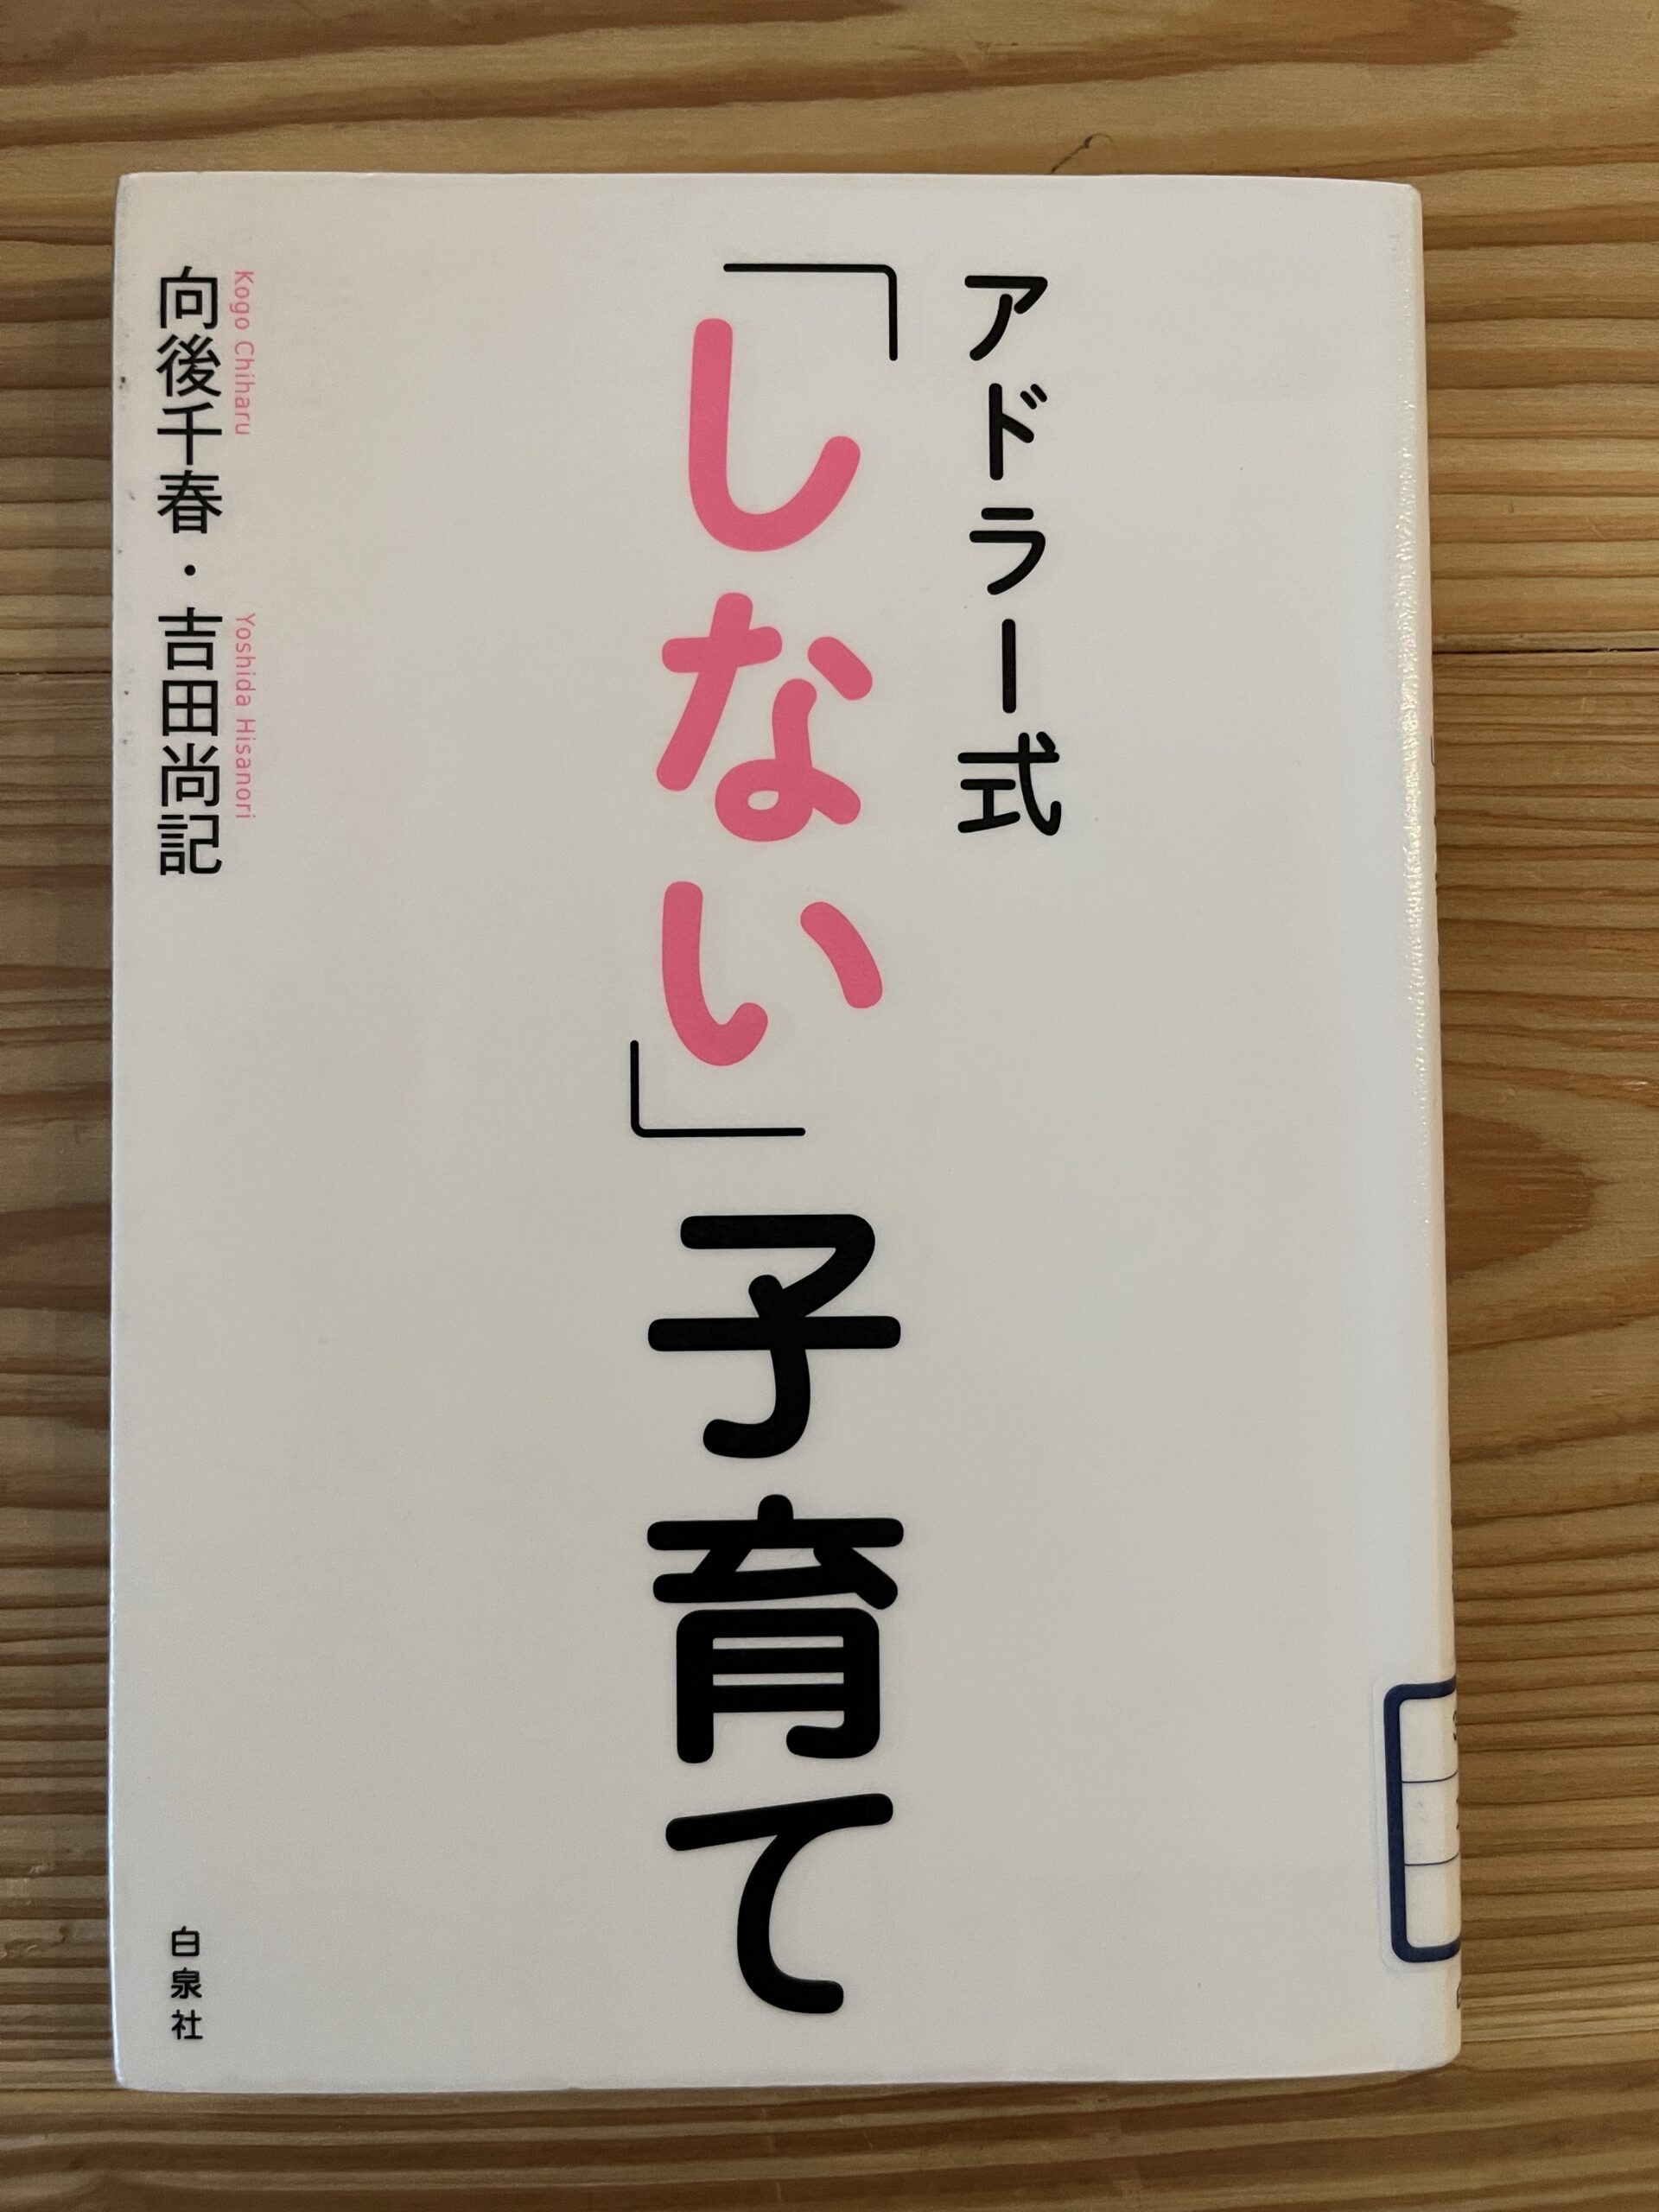 アドラー式
「しない」子育て
Kogo Chiharu Yoshida Hisanori
向後千春・吉田尚記
白泉社